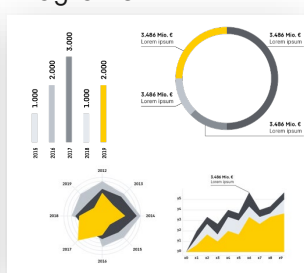 3.486 Mio. €
Lorem ipsum
3.486 Mio. €
Lorem ipsum
3.486 Mio. €
Lorem ipsum
3.486 Mio. €
Lorem ipsum
1.000
2.000
3.000
1.000
2.000
2015
2016
2017
2018
2019
2012
2013
2014
2015
2017
2018
2019
3.486 Mio. €
Lorem ipsum